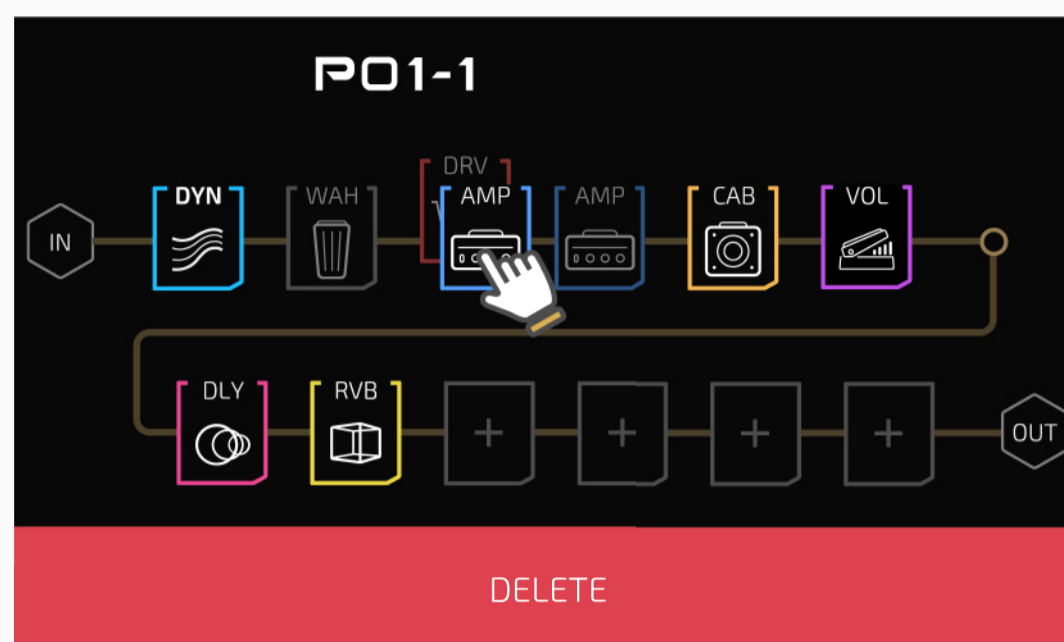 P01-1
DRV
DYN WAH AMP AMP CAB VOL
IN
DLY RVB
+ + + +
OUT
DELETE